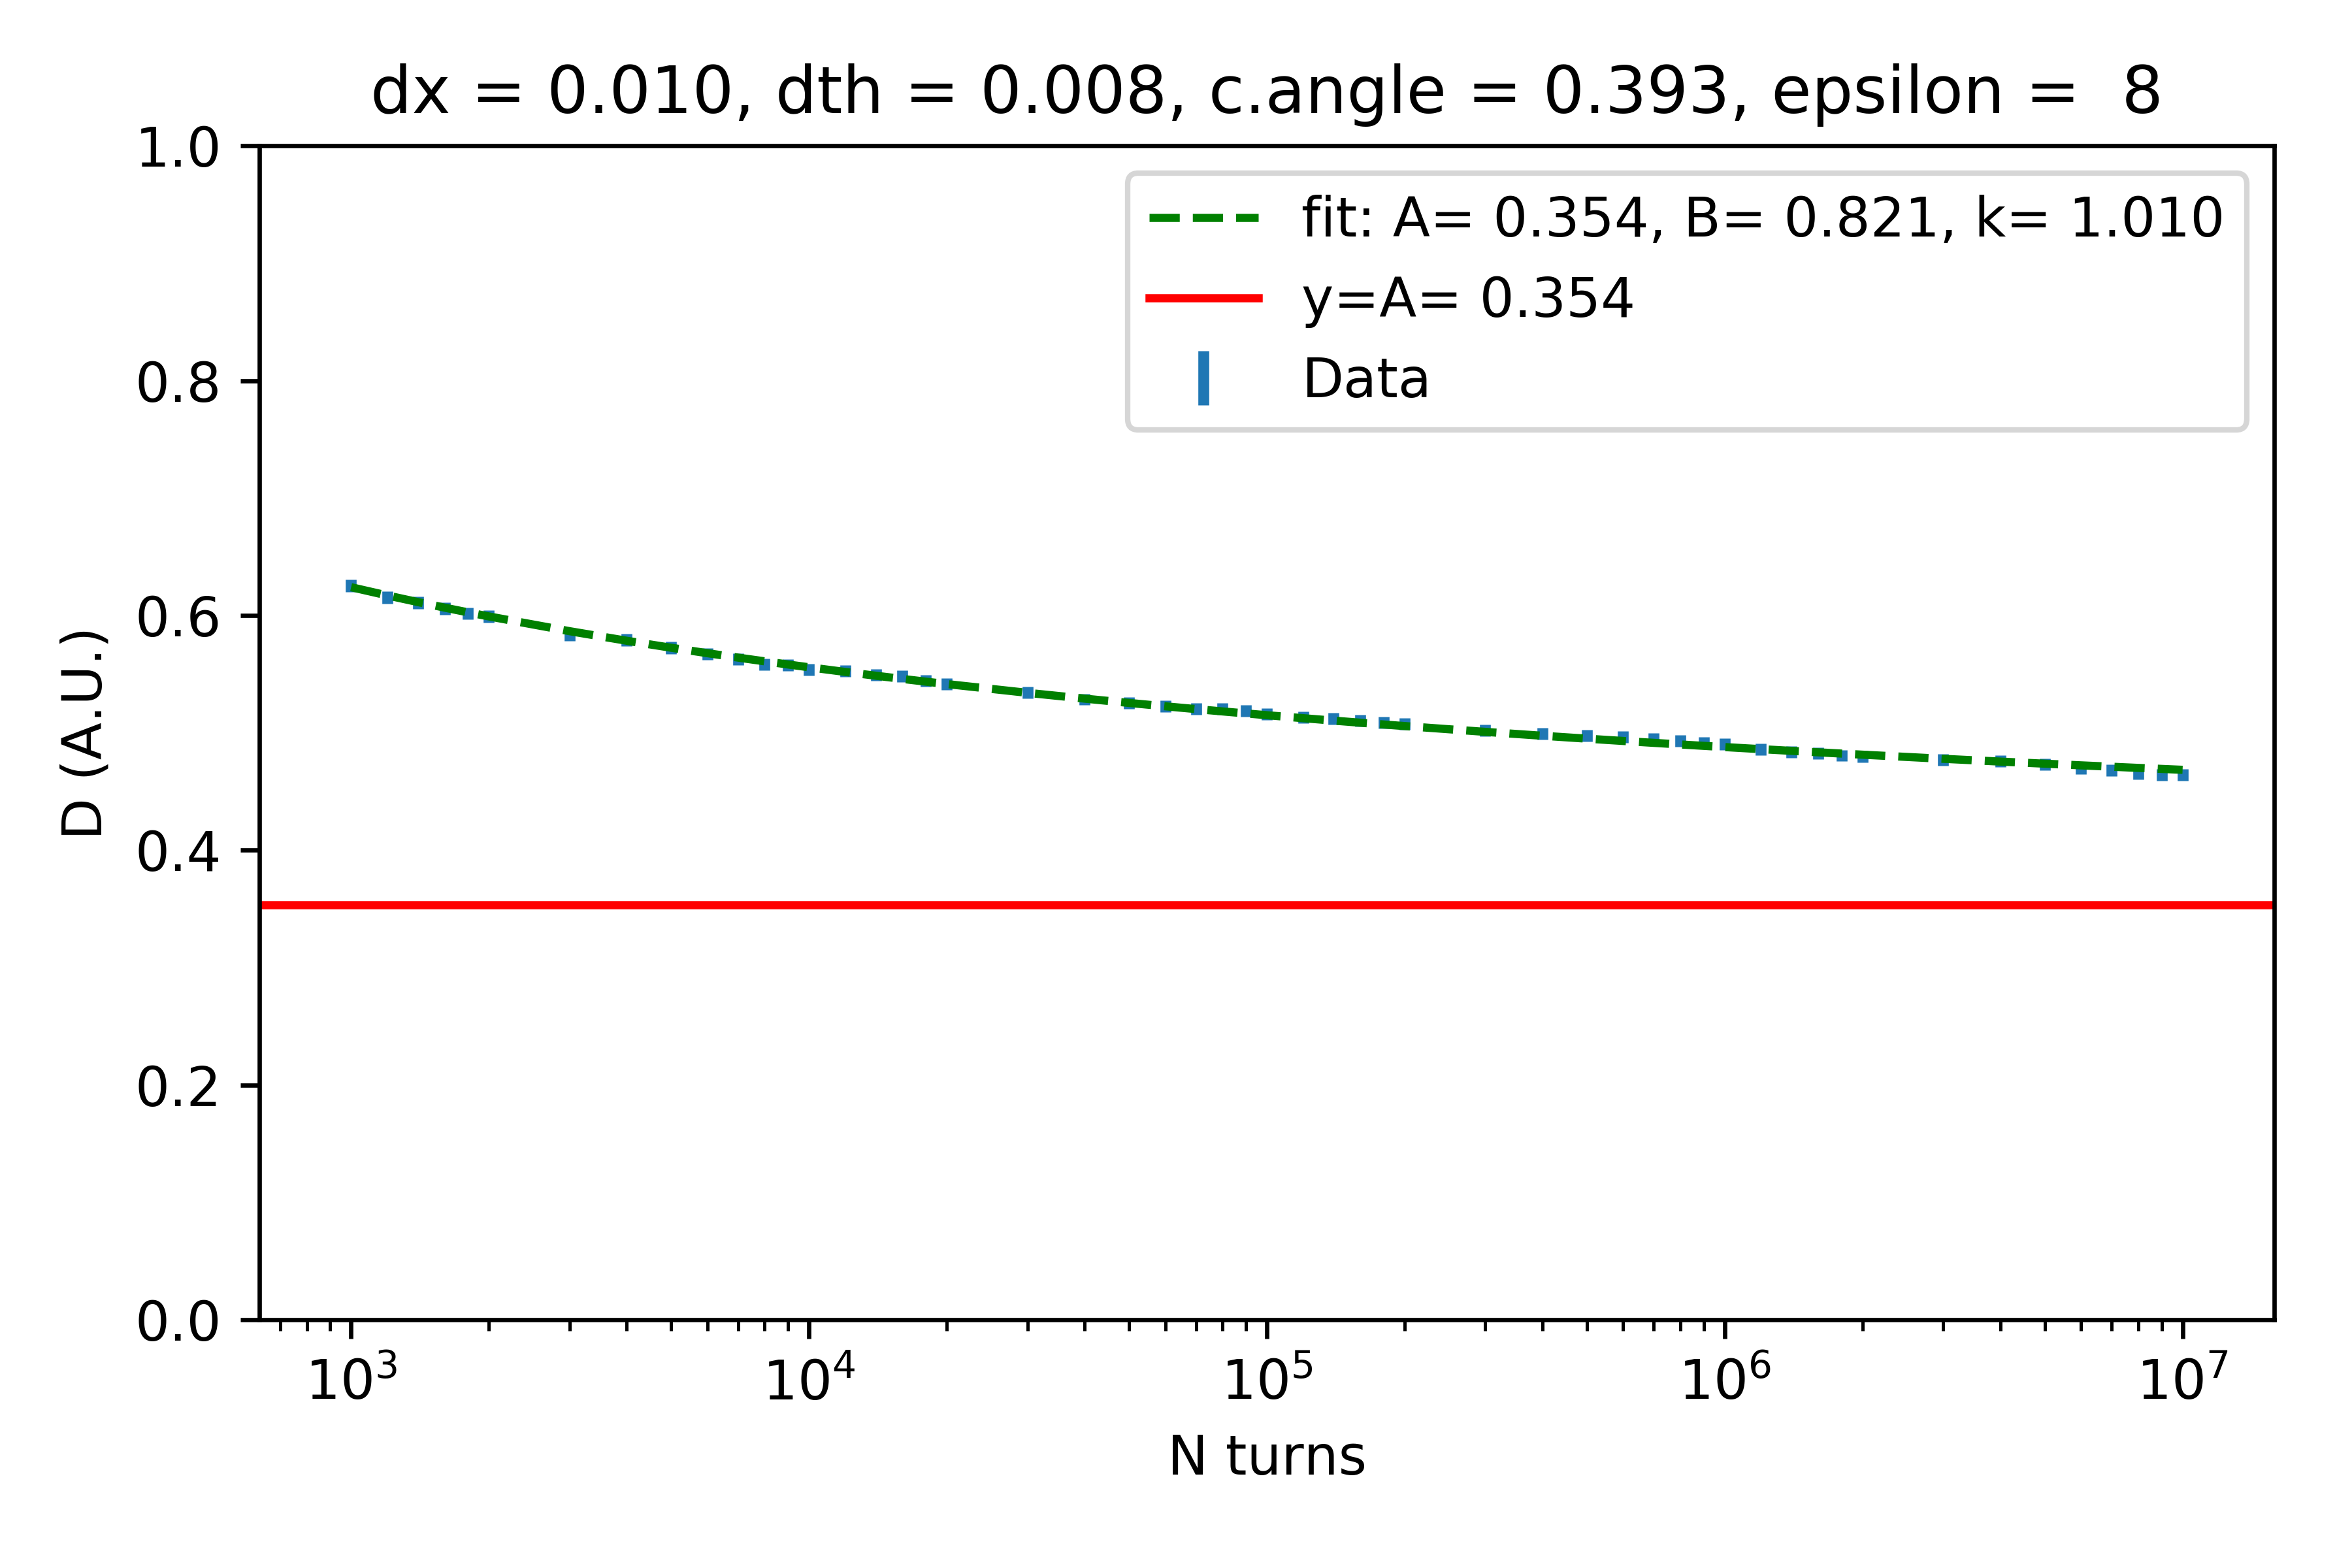 dx = 0.010, dth = 0.008, c.angle = 0.393, epsilon =  8
1.0
0.8
0.6
0.4
0.2
0.0
D (A.U.)
fit: A= 0.354, B= 0.821, k= 1.010
y=A= 0.354
Data
10³ 10⁴ 10⁵ 10⁶ 10⁷
N turns